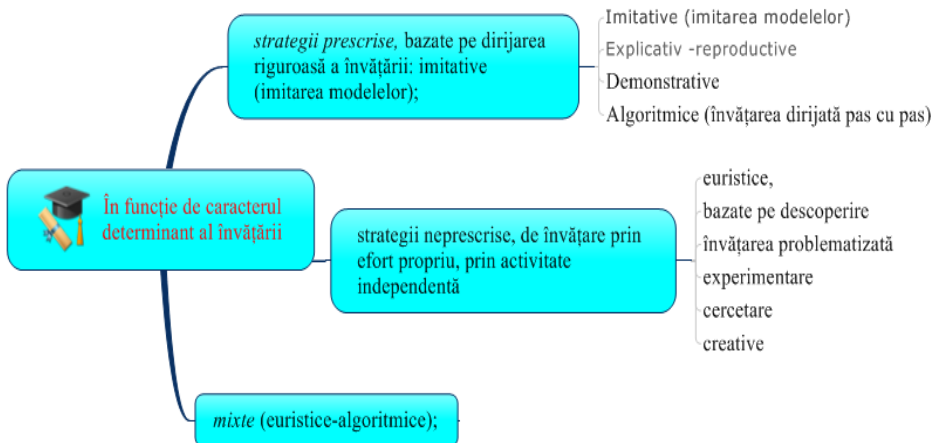 În funcție de caracterul
determinant al învățării
strategii prescrise, bazate pe dirijarea
riguroasă a învățării: imitative
(imitarea modelelor);
Imitative (imitarea modelelor)
Explicativ -reproductive
Demonstrative
Algoritmice (învățarea dirijată pas cu pas)
strategii neprescrise, de învățare prin
efort propriu, prin activitate
independentă
euristice,
bazate pe descoperire
învățarea problematizată
experimentare
cercetare
creative
mixte (euristice-algoritmice);